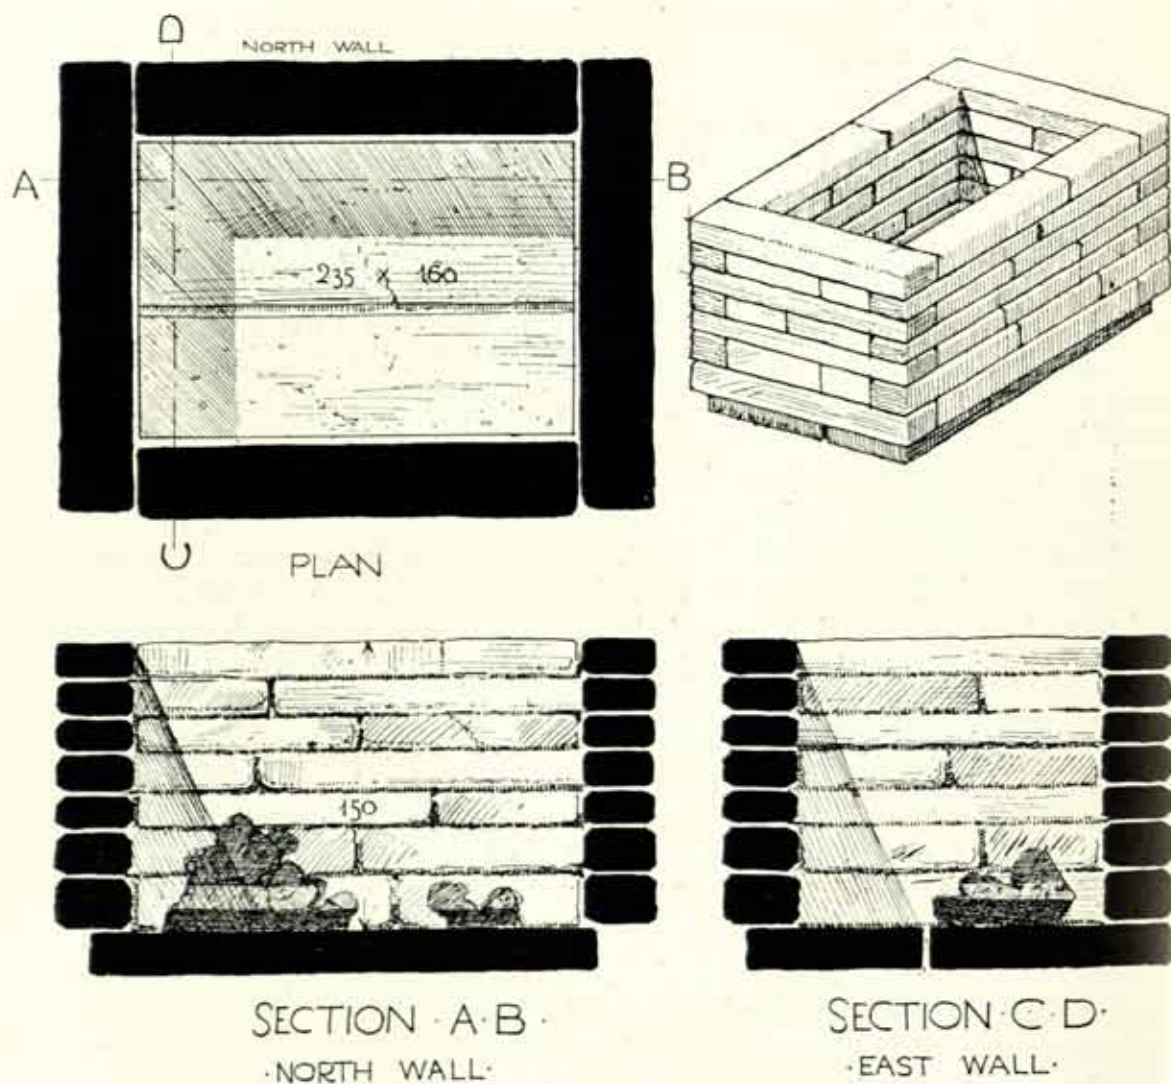 D
NORTH WALL
A
B
235 × 160
C
PLAN
150
SECTION · A · B ·
· NORTH WALL ·
SECTION · C · D ·
· EAST WALL ·